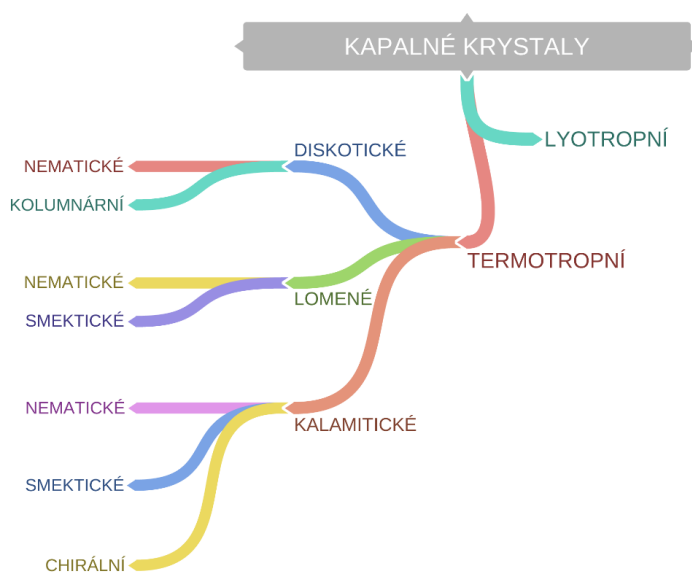 KAPALNÉ KRYSTALY
LYOTROPNÍ
DISKOTICKÉ
NEMATICKÉ
KOLUMNÁRNÍ
TERMOTROPNÍ
NEMATICKÉ
LOMENÉ
SMEKTICKÉ
NEMATICKÉ
KALAMITICKÉ
SMEKTICKÉ
CHIRÁLNÍ